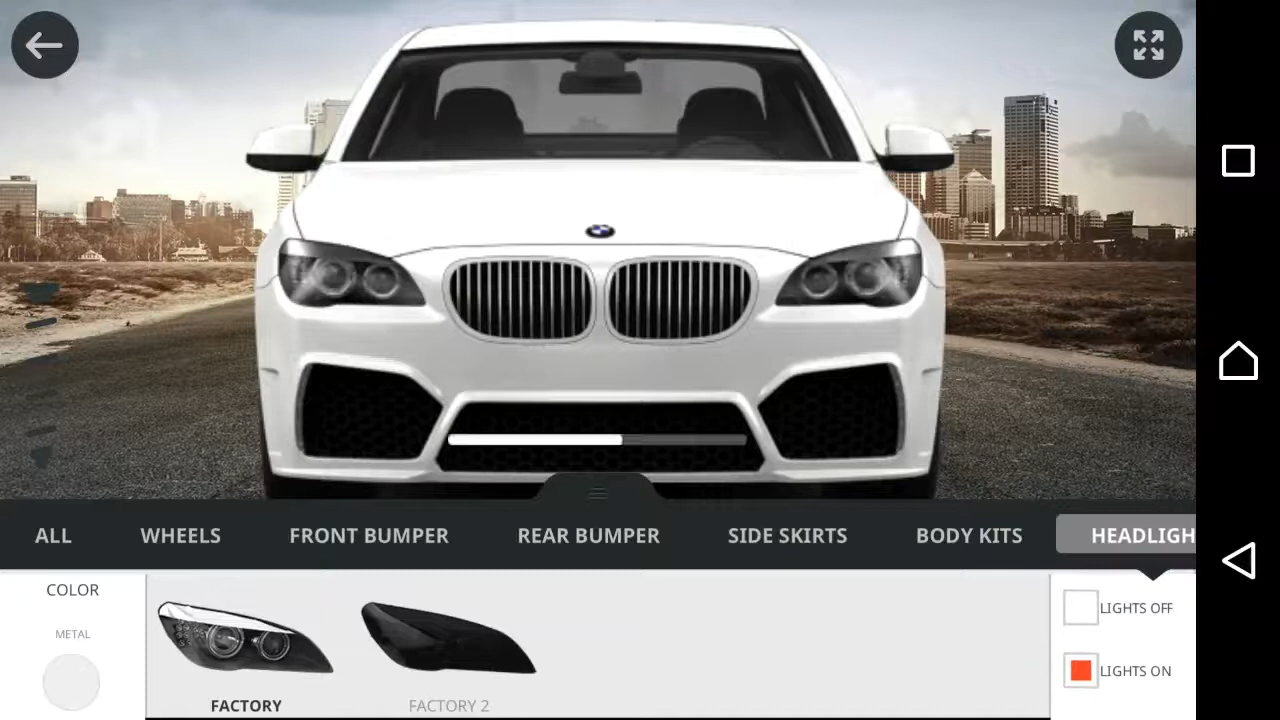 ALL WHEELS FRONT BUMPER REAR BUMPER SIDE SKIRTS BODY KITS HEADLIGH
COLOR
METAL
FACTORY
FACTORY 2
LIGHTS OFF
LIGHTS ON